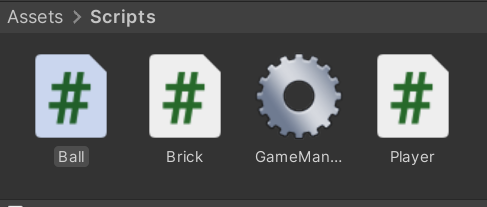 Assets > Scripts
# # #
Ball Brick GameMan... Player